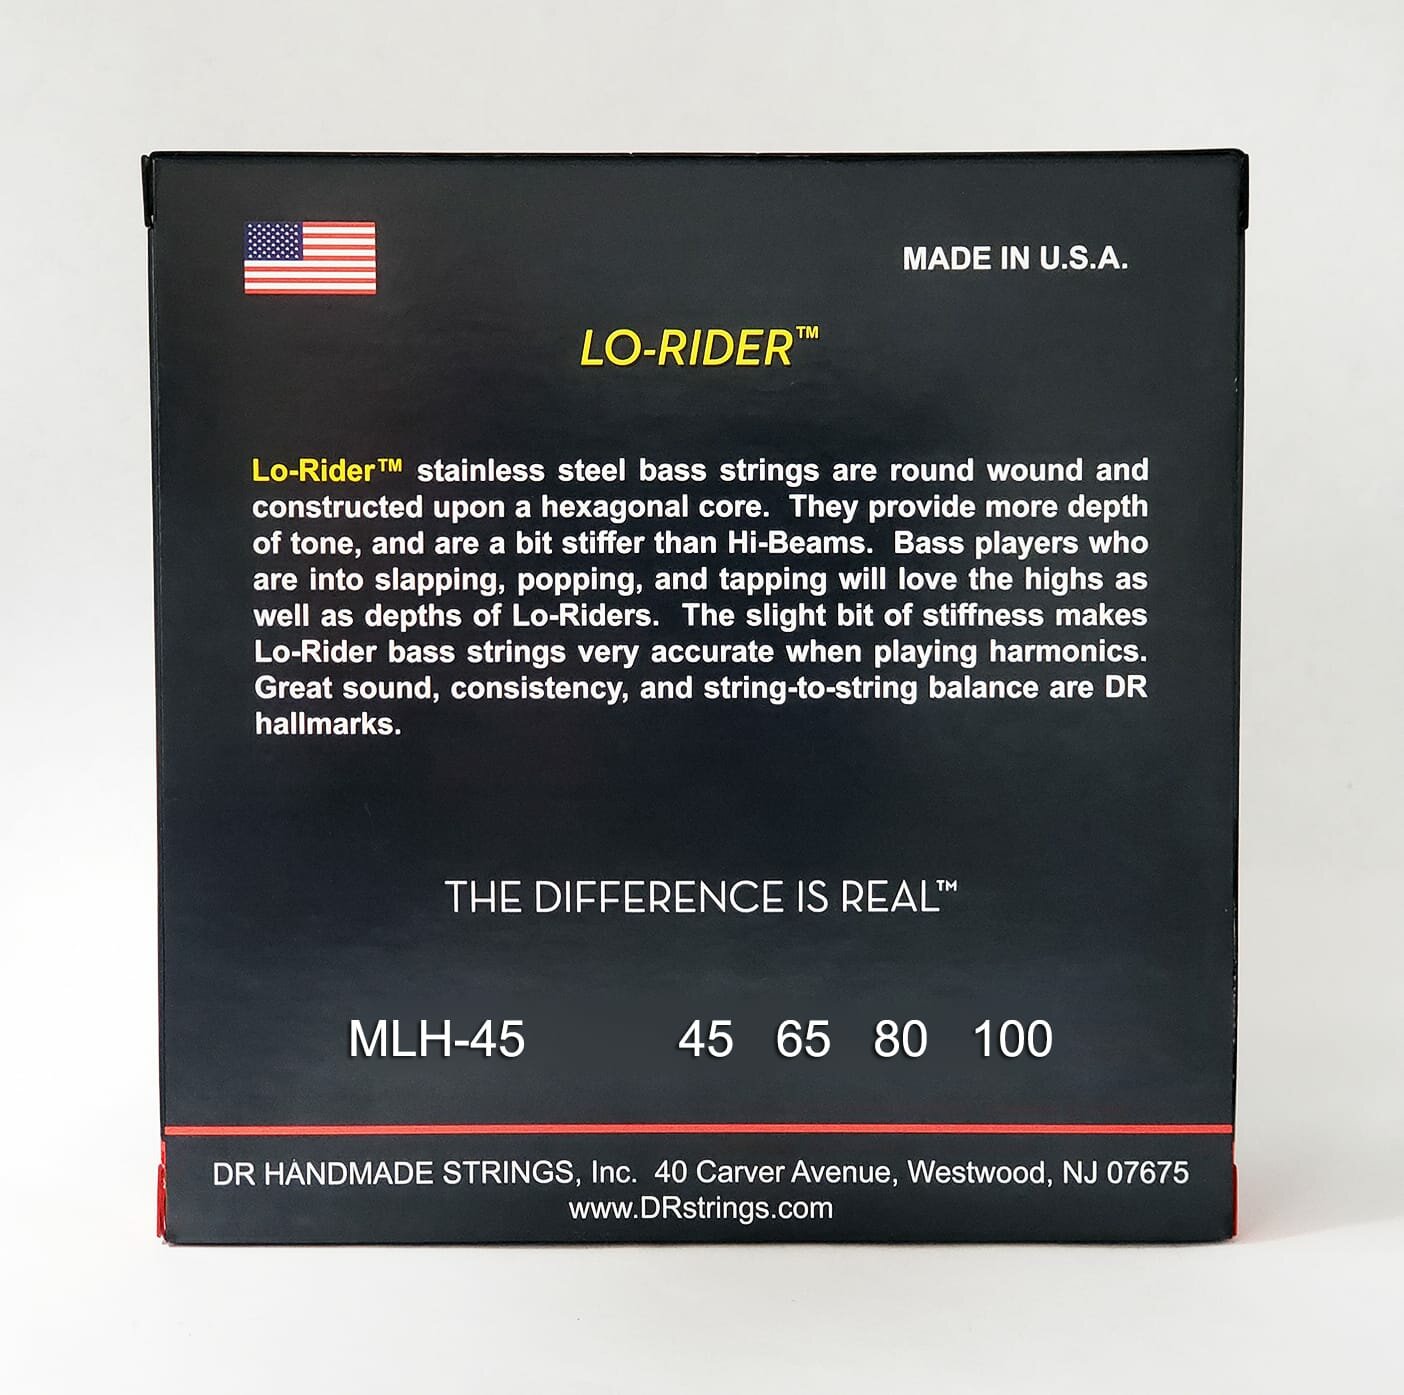 MADE IN U.S.A.
LO-RIDER™
Lo-Rider™ stainless steel bass strings are round wound and
constructed upon a hexagonal core. They provide more depth
of tone, and are a bit stiffer than Hi-Beams. Bass players who
are into slapping, popping, and tapping will love the highs as
well as depths of Lo-Riders. The slight bit of stiffness makes
Lo-Rider bass strings very accurate when playing harmonics.
Great sound, consistency, and string-to-string balance are DR
hallmarks.
THE DIFFERENCE IS REAL™
MLH-45 45 65 80 100
DR HANDMADE STRINGS, Inc. 40 Carver Avenue, Westwood, NJ 07675
www.DRstrings.com